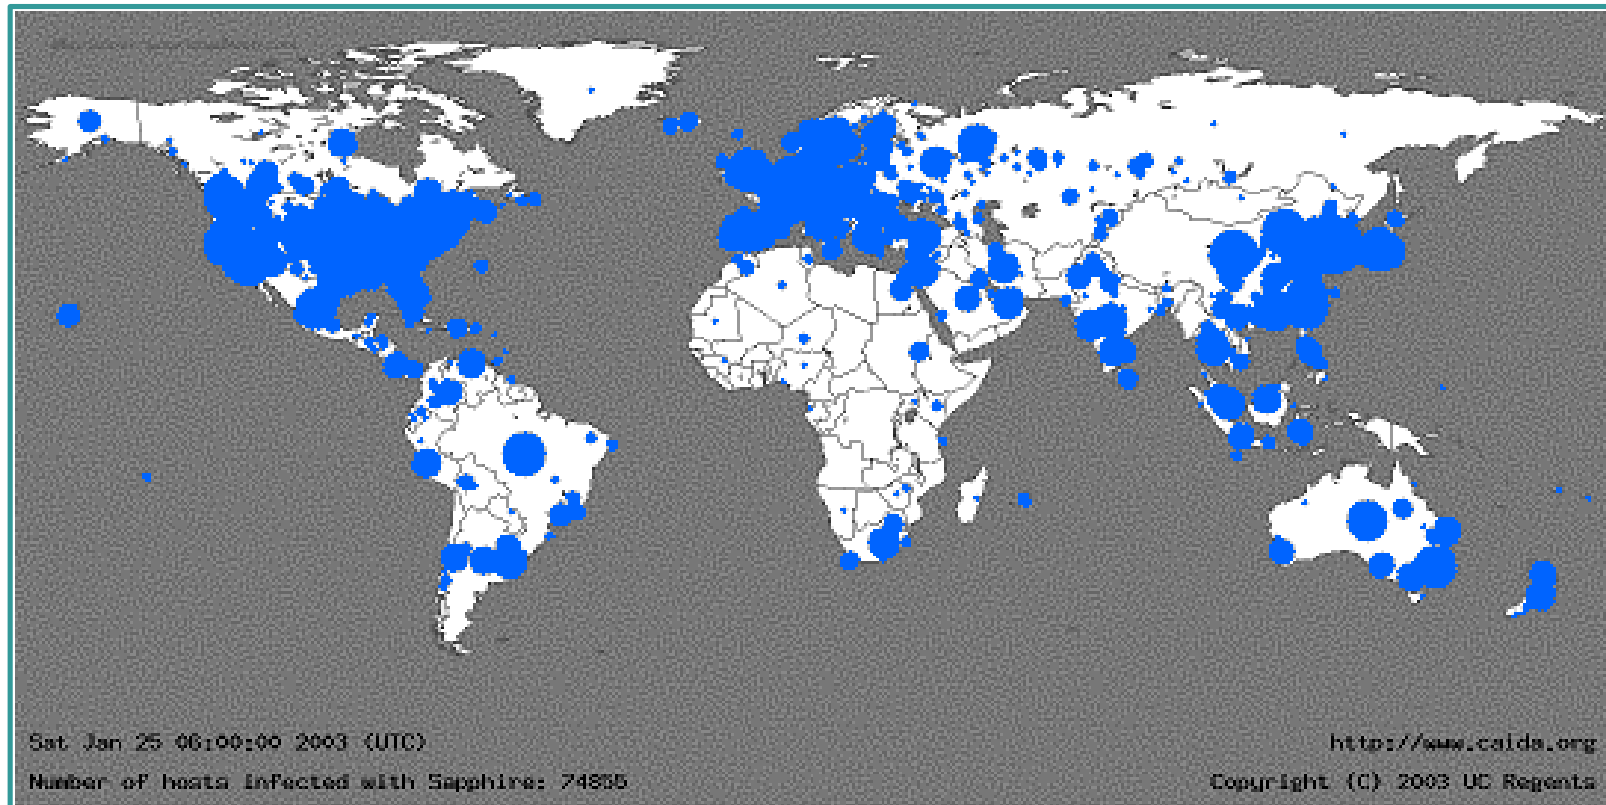 Sat Jan 25 06:00:00 2003 (UTC)
http://www.caida.org
Number of hosts infected with Sapphire: 74855
Copyright (C) 2003 UC Regents